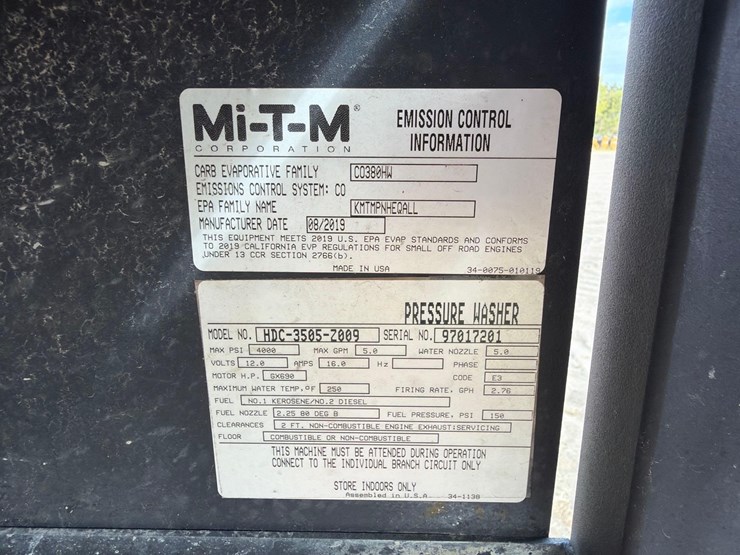 Mi-T-M®
CORPORATION
EMISSION CONTROL
INFORMATION
CARB EVAPORATIVE FAMILY CO380HW
EMISSIONS CONTROL SYSTEM: CO
EPA FAMILY NAME KMTMPNHEQALL
MANUFACTURER DATE 08/2019
THIS EQUIPMENT MEETS 2019 U.S. EPA EVAP STANDARDS AND CONFORMS
TO 2019 CALIFORNIA EVP REGULATIONS FOR SMALL OFF ROAD ENGINES
UNDER 13 CCR SECTION 2766(b).
MADE IN USA 34-0075-010119
PRESSURE WASHER
MODEL NO. HDC-3505-Z009 SERIAL NO. 97017201
MAX PSI 4000 MAX GPM 5.0 WATER NOZZLE 5.0
VOLTS 12.0 AMPS 16.0 Hz PHASE
MOTOR H.P. GX690 CODE E3
MAXIMUM WATER TEMP.°F 250 FIRING RATE, GPH 2.76
FUEL NO.1 KEROSENE/NO.2 DIESEL
FUEL NOZZLE 2.25 80 DEG B FUEL PRESSURE, PSI 150
CLEARANCES 2 FT. NON-COMBUSTIBLE ENGINE EXHAUST:SERVICING
FLOOR COMBUSTIBLE OR NON-COMBUSTIBLE
THIS MACHINE MUST BE ATTENDED DURING OPERATION
CONNECT TO THE INDIVIDUAL BRANCH CIRCUIT ONLY
STORE INDOORS ONLY
Assembled in U.S.A. 34-1138